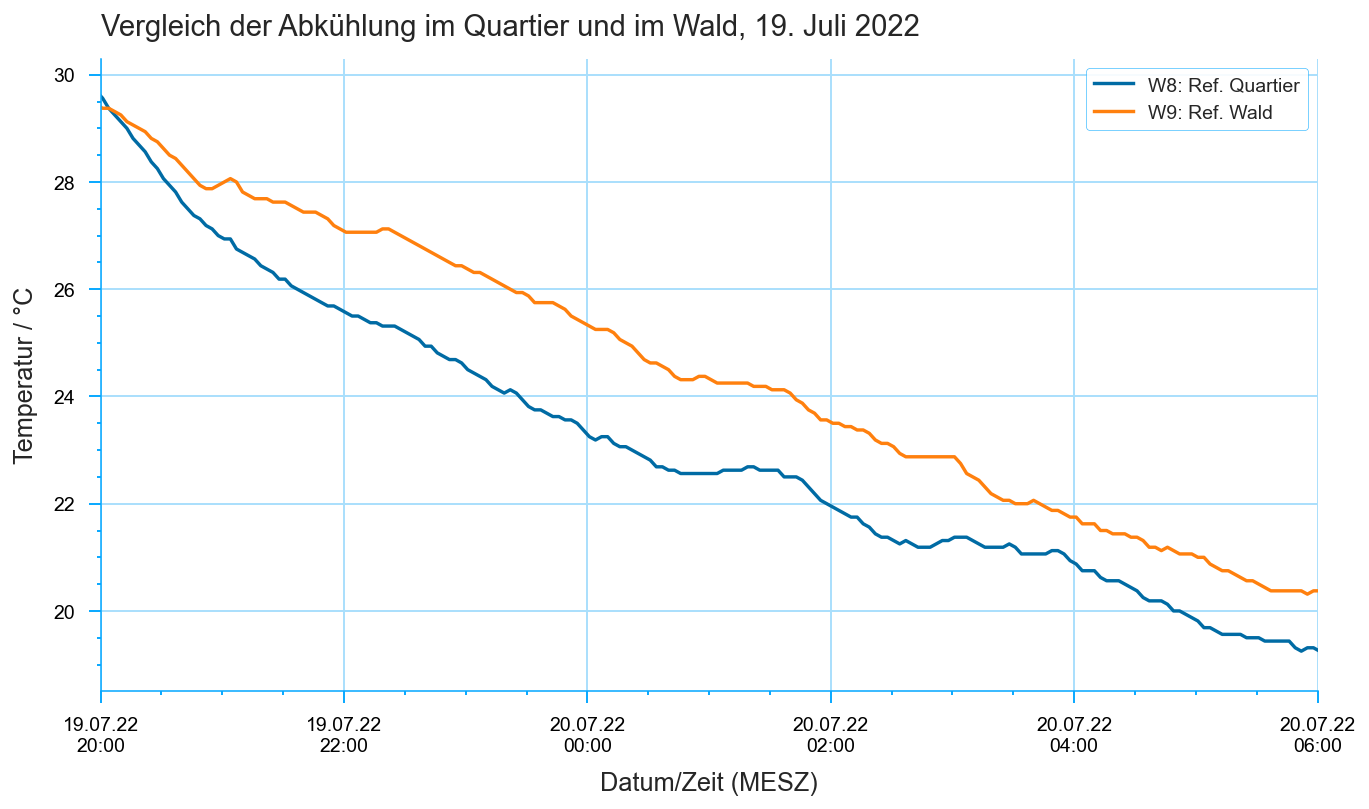 Vergleich der Abkühlung im Quartier und im Wald, 19. Juli 2022
W8: Ref. Quartier
W9: Ref. Wald
Temperatur / °C
30
28
26
24
22
20
19.07.22 19.07.22 20.07.22 20.07.22 20.07.22 20.07.22
20:00 22:00 00:00 02:00 04:00 06:00
Datum/Zeit (MESZ)